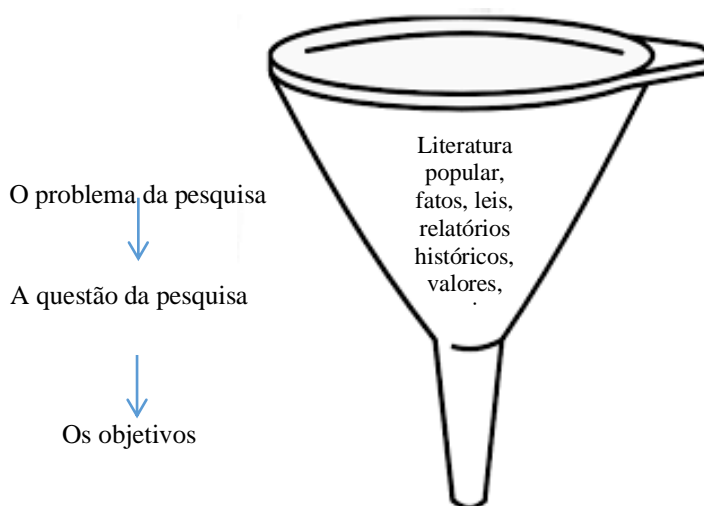 O problema da pesquisa
A questão da pesquisa
Os objetivos
Literatura
popular,
fatos, leis,
relatórios
históricos,
valores,